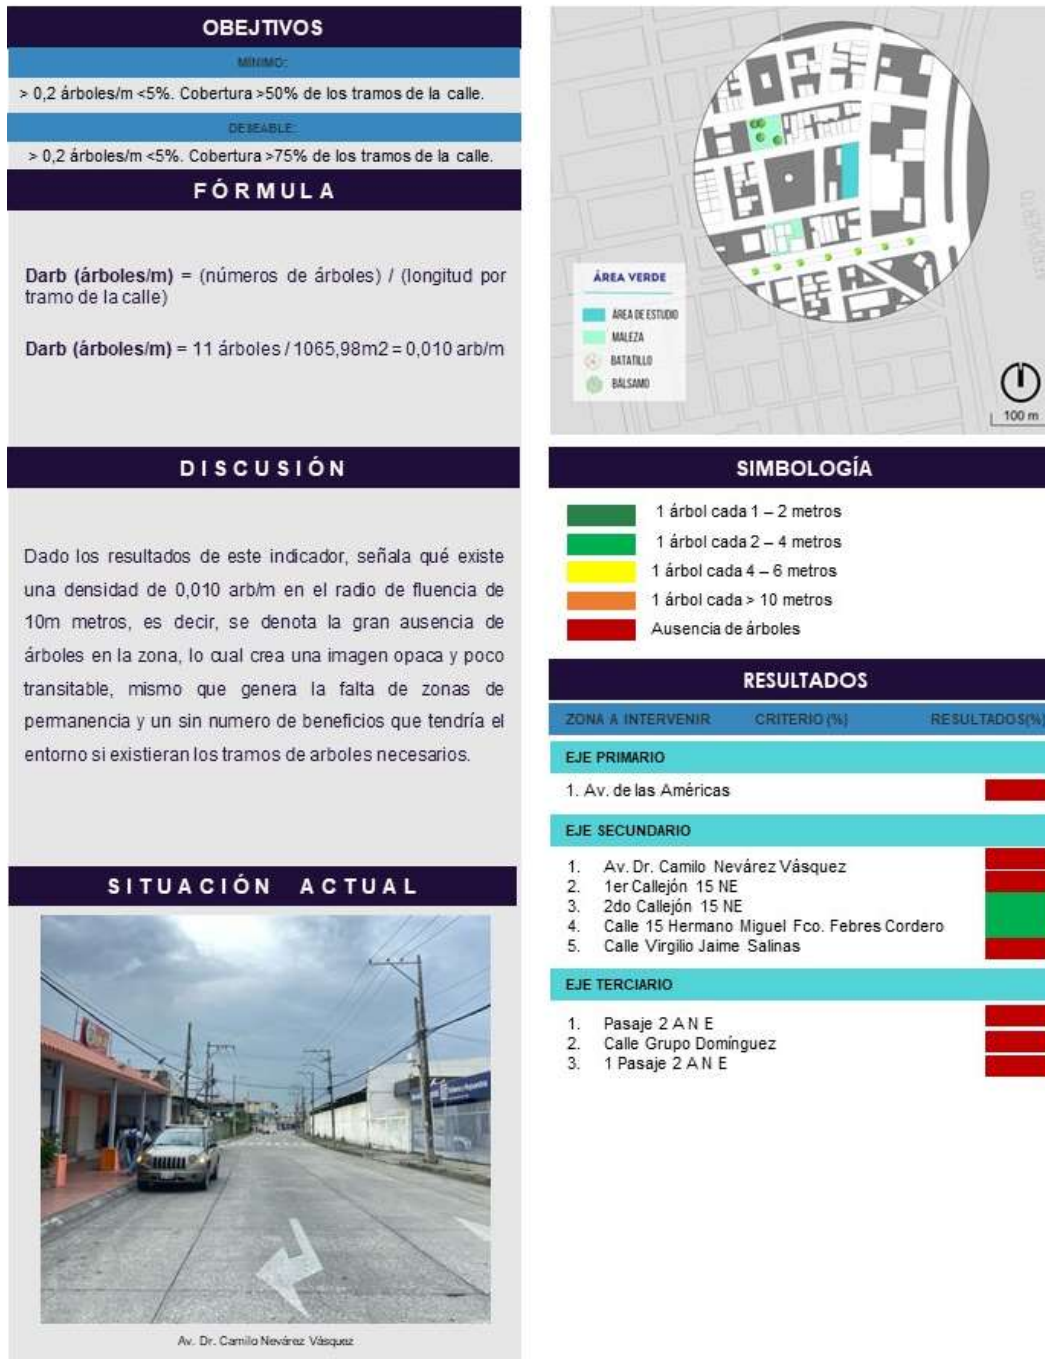 OBEJTIVOS
MÍNIMO:
> 0,2 árboles/m <5%. Cobertura >50% de los tramos de la calle.
DESEABLE:
> 0,2 árboles/m <5%. Cobertura >75% de los tramos de la calle.
FÓRMULA
Darb (árboles/m) = (números de árboles) / (longitud por
tramo de la calle)
Darb (árboles/m) = 11 árboles / 1065,98m2 = 0,010 arb/m
DISCUSIÓN
Dado los resultados de este indicador, señala qué existe
una densidad de 0,010 arb/m en el radio de fluencia de
10m metros, es decir, se denota la gran ausencia de
árboles en la zona, lo cual crea una imagen opaca y poco
transitable, mismo que genera la falta de zonas de
permanencia y un sin numero de beneficios que tendría el
entorno si existieran los tramos de arboles necesarios.
SITUACIÓN ACTUAL
Av. Dr. Camilo Nevárez Vásquez
AEROPUERTO
ÁREA VERDE
ÁREA DE ESTUDIO
MALEZA
BATATILLO
BÁLSAMO
100 m
SIMBOLOGÍA
1 árbol cada 1 – 2 metros
1 árbol cada 2 – 4 metros
1 árbol cada 4 – 6 metros
1 árbol cada > 10 metros
Ausencia de árboles
RESULTADOS
ZONA A INTERVENIR CRITERIO (%) RESULTADOS(%)
EJE PRIMARIO
1. Av. de las Américas
EJE SECUNDARIO
1. Av. Dr. Camilo Nevárez Vásquez
2. 1er Callejón 15 NE
3. 2do Callejón 15 NE
4. Calle 15 Hermano Miguel Fco. Febres Cordero
5. Calle Virgilio Jaime Salinas
EJE TERCIARIO
1. Pasaje 2 A N E
2. Calle Grupo Domínguez
3. 1 Pasaje 2 A N E